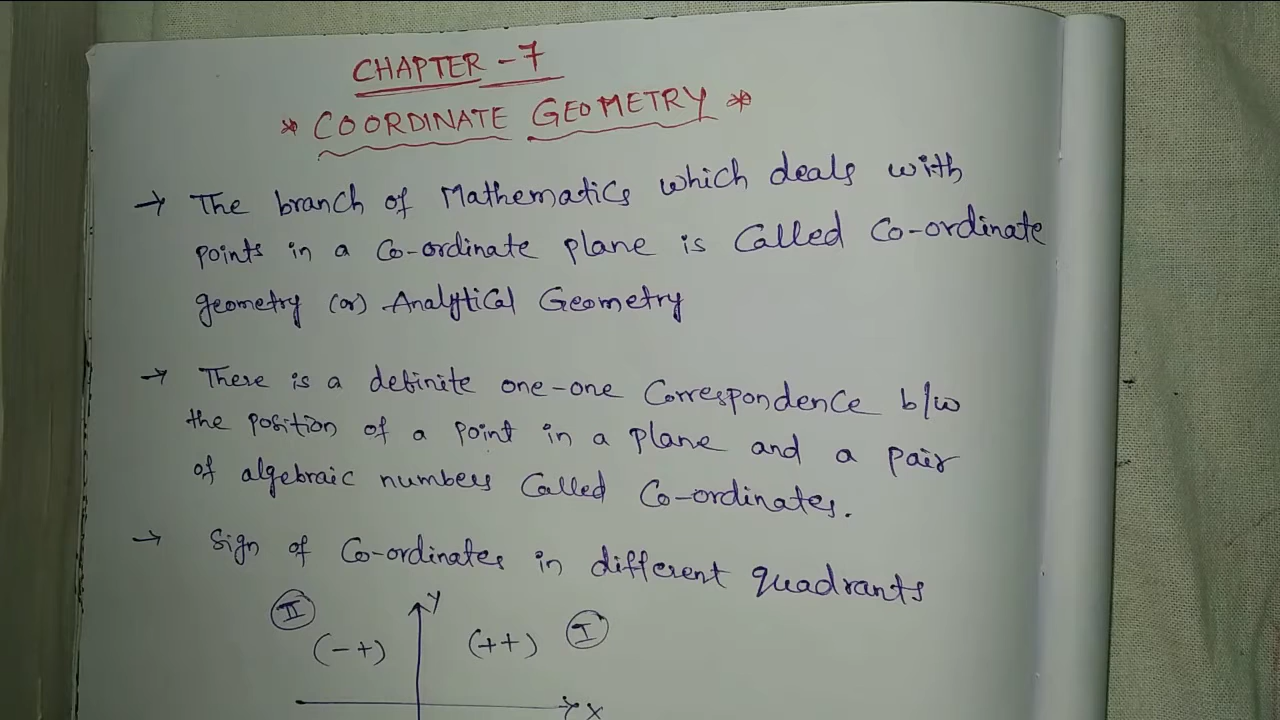 CHAPTER - 7
* COORDINATE GEOMETRY *
→ The branch of Mathematics which deals with
points in a Co-ordinate plane is Called Co-ordinate
geometry (or) Analytical Geometry
→ There is a definite one-one Correspondence b/w
the position of a point in a plane and a pair
of algebraic numbers Called Co-ordinates.
→ Sign of Co-ordinates in different quadrants
II Y
(-+) (++) I
X